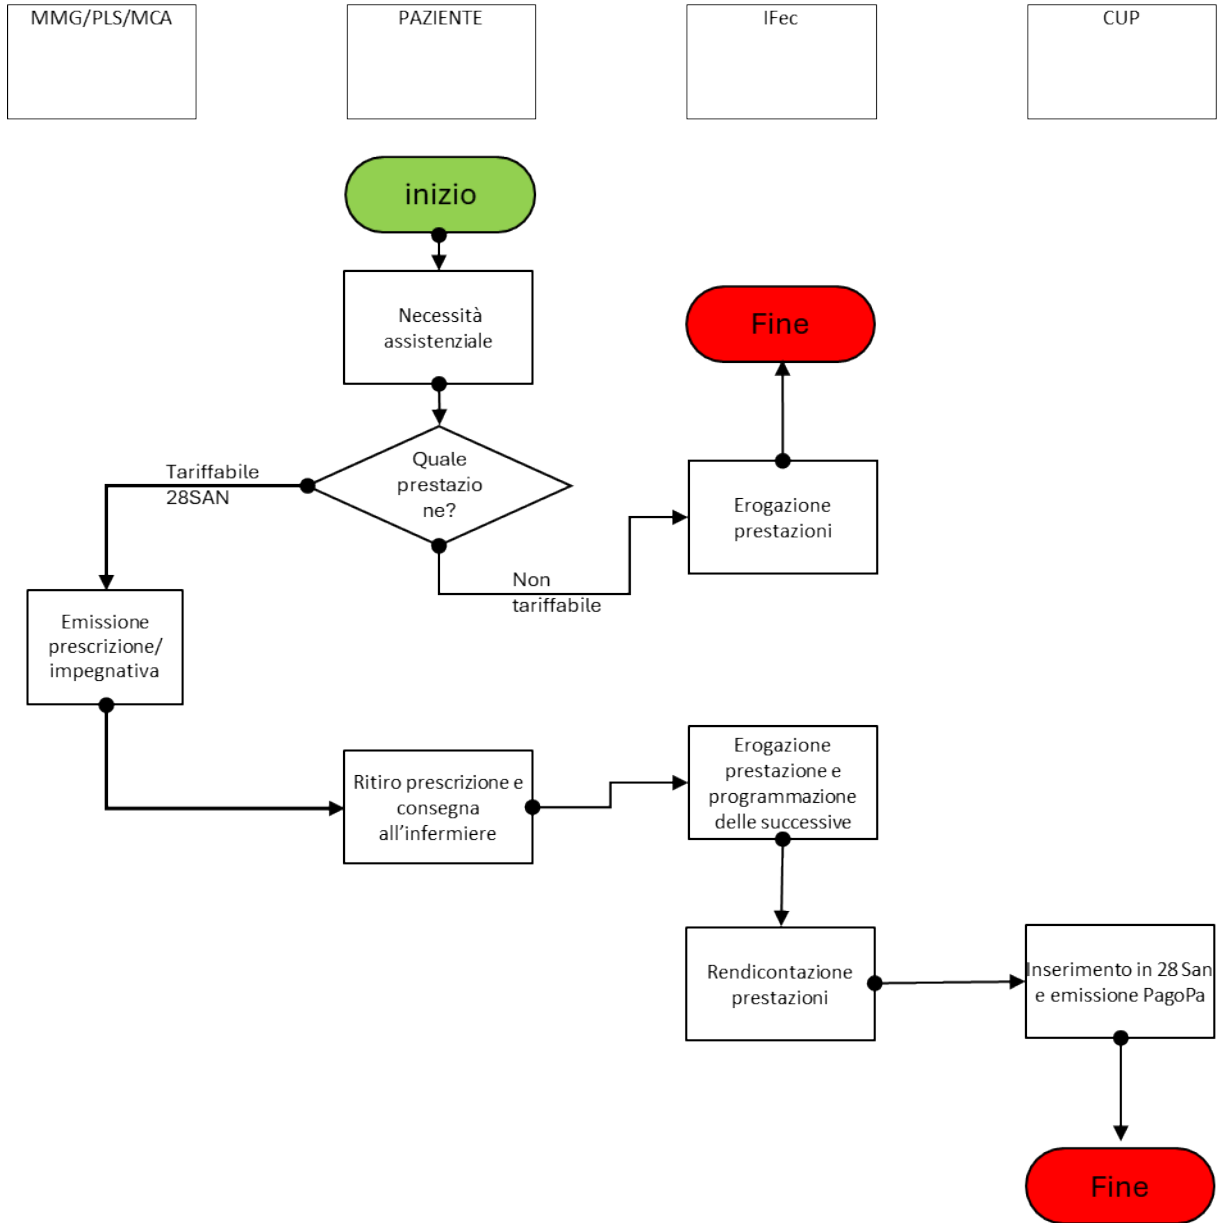 MMG/PLS/MCA
PAZIENTE
IFec
CUP
inizio
Necessità
assistenziale
Fine
Quale
prestazio
ne?
Tariffabile
28SAN
Erogazione
prestazioni
Non
tariffabile
Emissione
prescrizione/
impegnativa
Ritiro prescrizione e
consegna
all’infermiere
Erogazione
prestazione e
programmazione
delle successive
Rendicontazione
prestazioni
Inserimento in 28 San
e emissione PagoPa
Fine